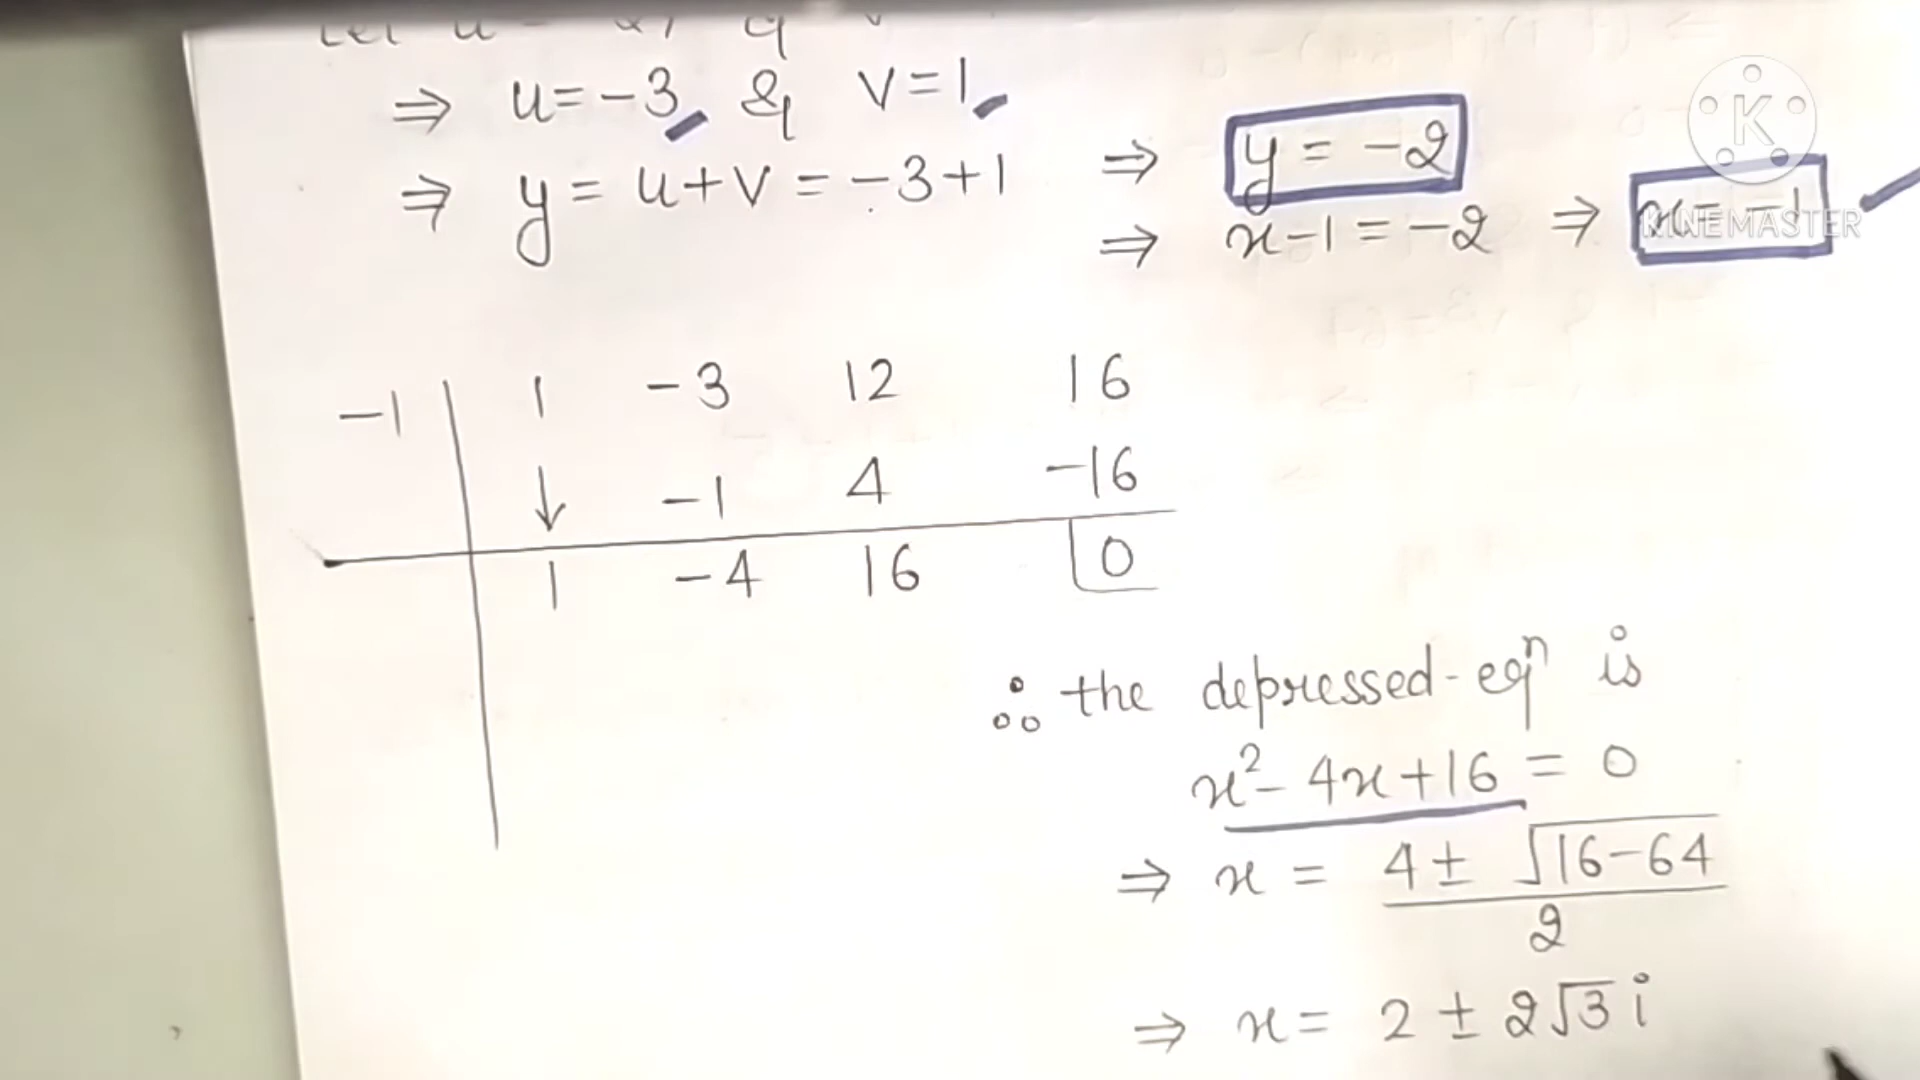 ⇒ u = -3 & v = 1
⇒ y = u+v = -3+1 ⇒ y = -2
⇒ x-1 = -2 ⇒ x = -1
K
KINEMASTER
-1 | 1 -3 12 16
↓ -1 4 -16
1 -4 16 0
∴ the depressed-eqⁿ is
x² - 4x + 16 = 0
⇒ x = 4 ± √16-64 / 2
⇒ x = 2 ± 2√3 i